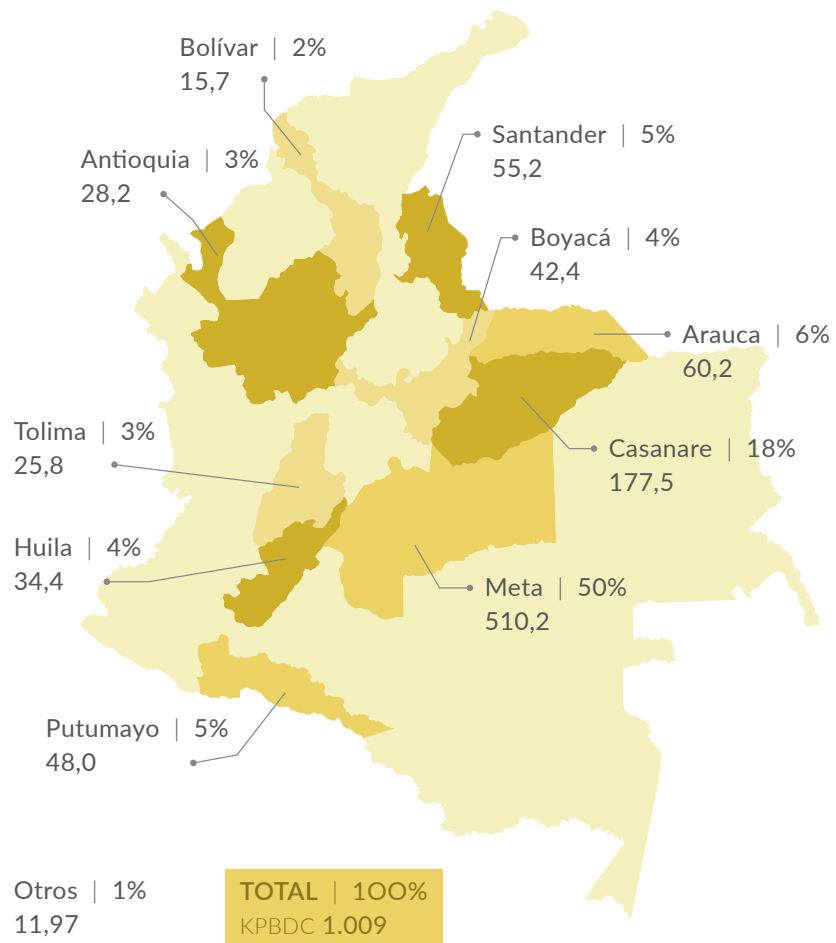 Bolívar | 2%
15,7
Antioquia | 3%
28,2
Santander | 5%
55,2
Boyacá | 4%
42,4
Arauca | 6%
60,2
Tolima | 3%
25,8
Casanare | 18%
177,5
Huila | 4%
34,4
Meta | 50%
510,2
Putumayo | 5%
48,0
Otros | 1%
11,97
TOTAL | 100%
KPBDC 1.009